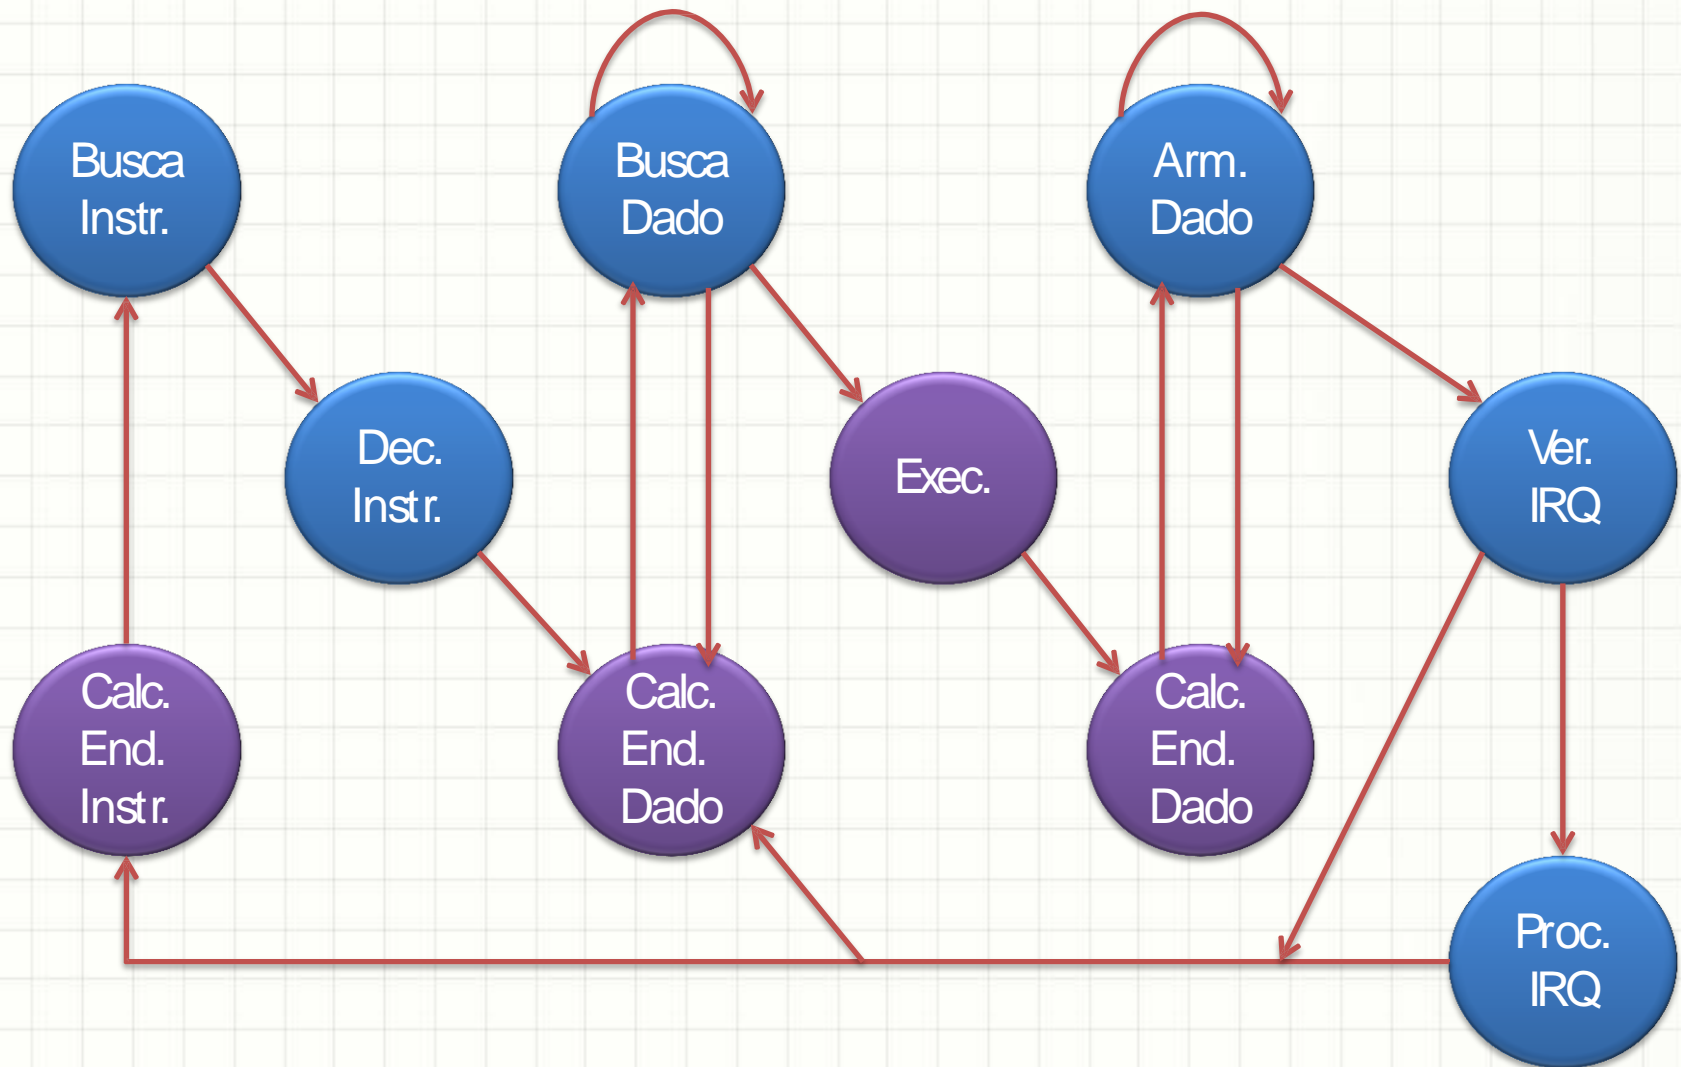 Busca
Instr.
Busca
Dado
Arm.
Dado
Dec.
Instr.
Exec.
Ver.
IRQ
Calc.
End.
Instr.
Calc.
End.
Dado
Calc.
End.
Dado
Proc.
IRQ